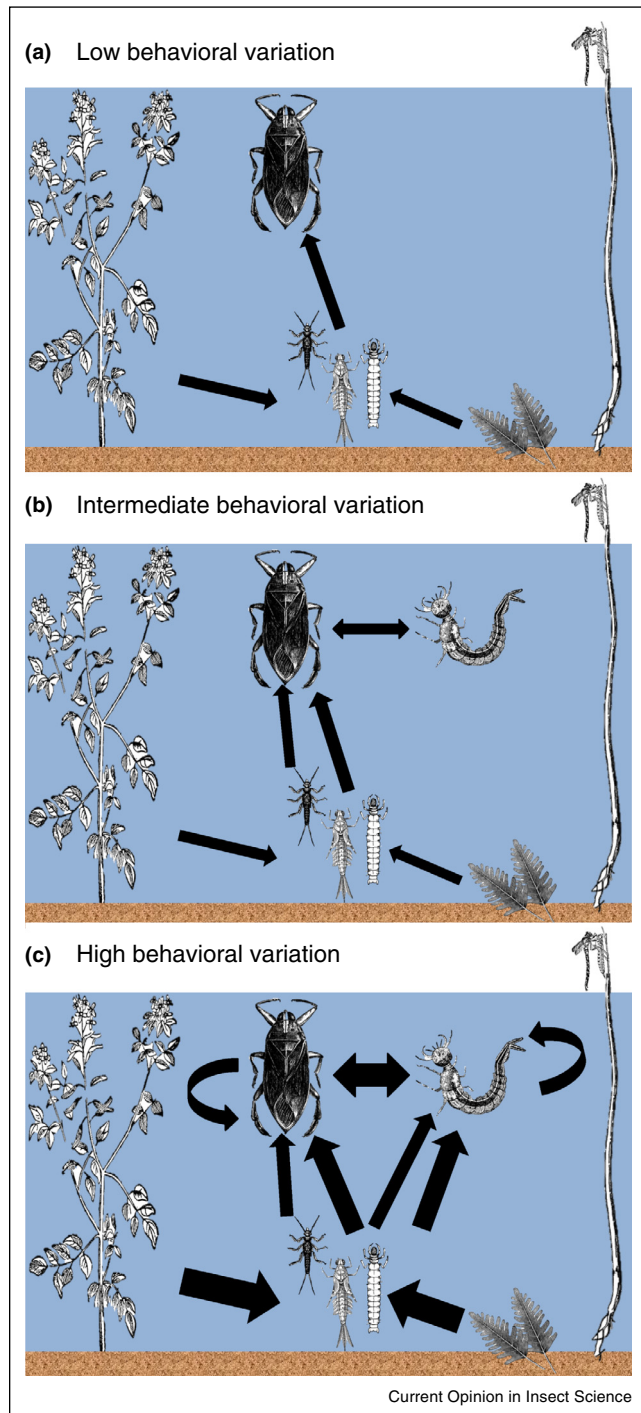 (a) Low behavioral variation
(b) Intermediate behavioral variation
(c) High behavioral variation
Current Opinion in Insect Science